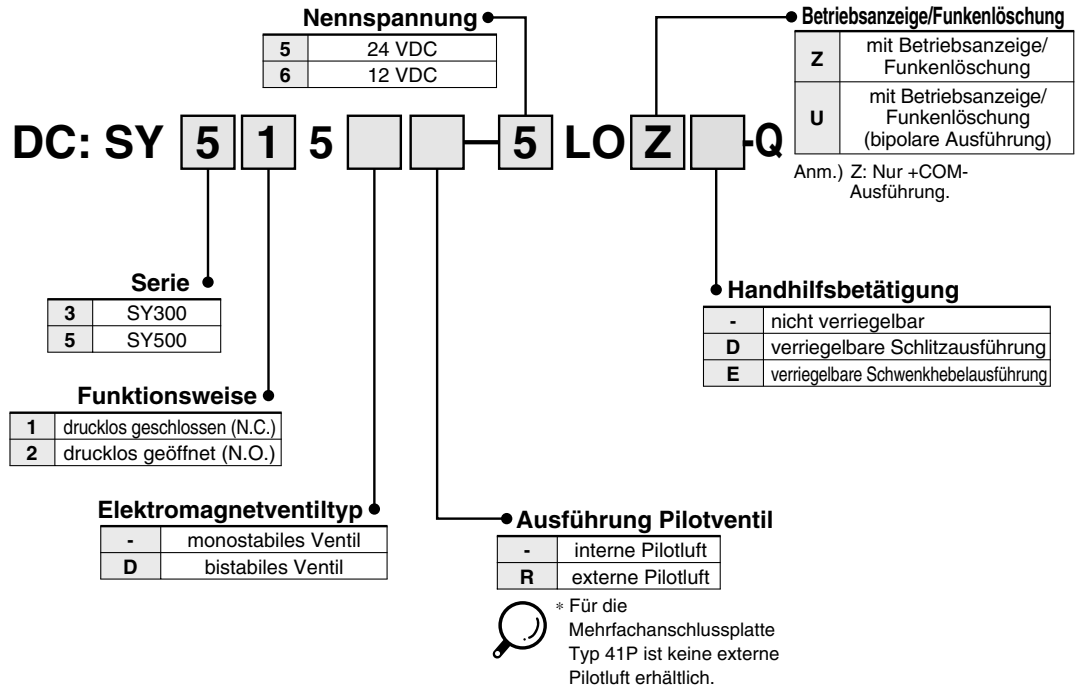 Nennspannung
5 24 VDC
6 12 VDC
Betriebsanzeige/Funkenlöschung
Z mit Betriebsanzeige/
Funkenlöschung
U mit Betriebsanzeige/
Funkenlöschung
(bipolare Ausführung)
Anm.) Z: Nur +COM-
Ausführung.
DC: SY 5 1 5 - 5 LO Z -Q
Serie
3 SY300
5 SY500
Funktionsweise
1 drucklos geschlossen (N.C.)
2 drucklos geöffnet (N.O.)
Handhilfsbetätigung
- nicht verriegelbar
D verriegelbare Schlitzausführung
E verriegelbare Schwenkhebelausführung
Elektromagnetventiltyp
- monostabiles Ventil
D bistabiles Ventil
Ausführung Pilotventil
- interne Pilotluft
R externe Pilotluft
* Für die
Mehrfachanschlussplatte
Typ 41P ist keine externe
Pilotluft erhältlich.